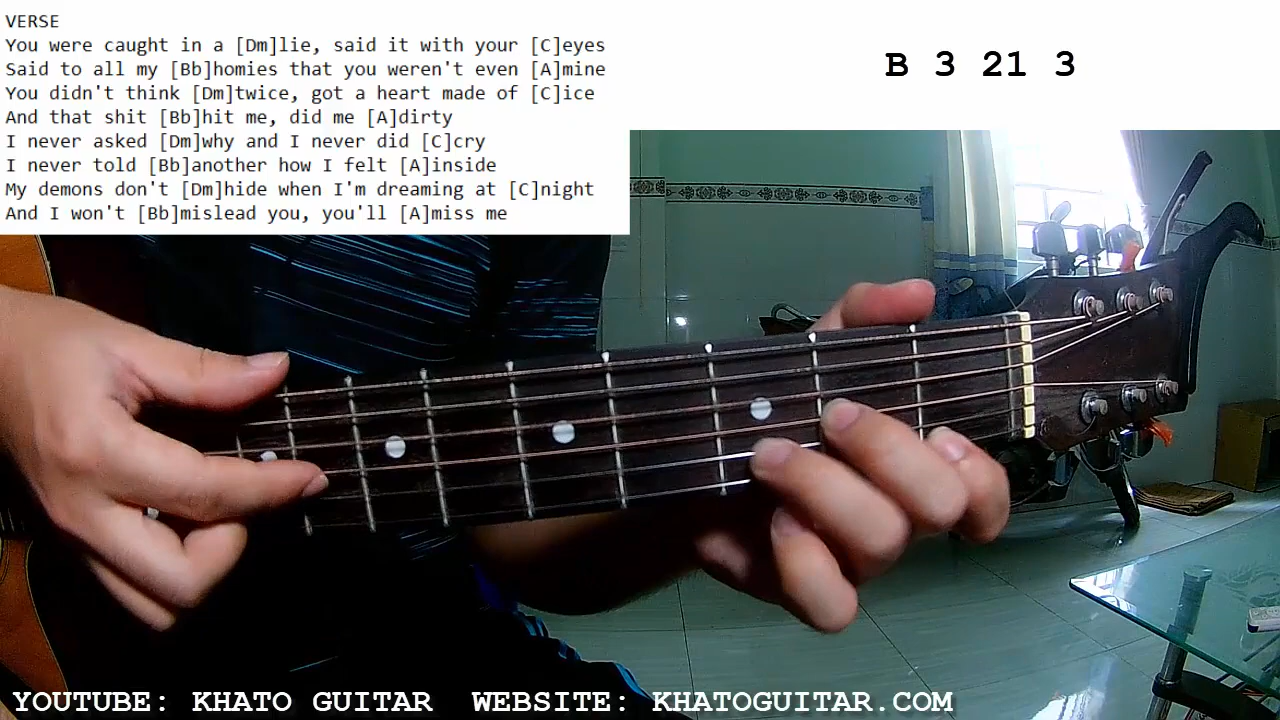 VERSE
You were caught in a [Dm]lie, said it with your [C]eyes
Said to all my [Bb]homies that you weren't even [A]mine
You didn't think [Dm]twice, got a heart made of [C]ice
And that shit [Bb]hit me, did me [A]dirty
I never asked [Dm]why and I never did [C]cry
I never told [Bb]another how I felt [A]inside
My demons don't [Dm]hide when I'm dreaming at [C]night
And I won't [Bb]mislead you, you'll [A]miss me
B 3 21 3
YOUTUBE: KHATO GUITAR WEBSITE: KHATOGUITAR.COM